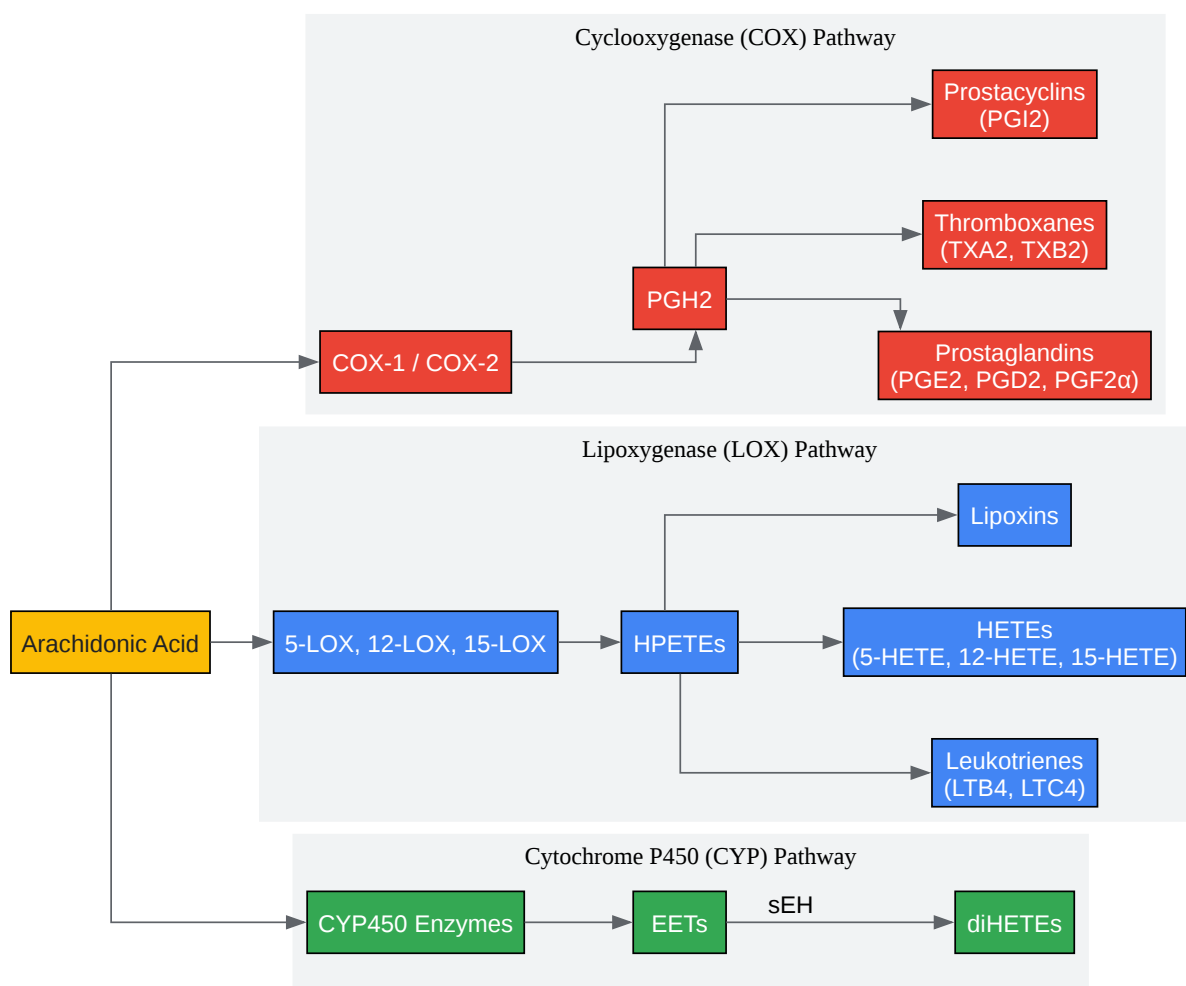 Cyclooxygenase (COX) Pathway
Prostacyclins
(PGI2)
Thromboxanes
(TXA2, TXB2)
PGH2
COX-1 / COX-2
Prostaglandins
(PGE2, PGD2, PGF2α)
Lipoxygenase (LOX) Pathway
Lipoxins
Arachidonic Acid
5-LOX, 12-LOX, 15-LOX
HPETEs
HETEs
(5-HETE, 12-HETE, 15-HETE)
Leukotrienes
(LTB4, LTC4)
Cytochrome P450 (CYP) Pathway
CYP450 Enzymes
EETs
sEH
diHETEs